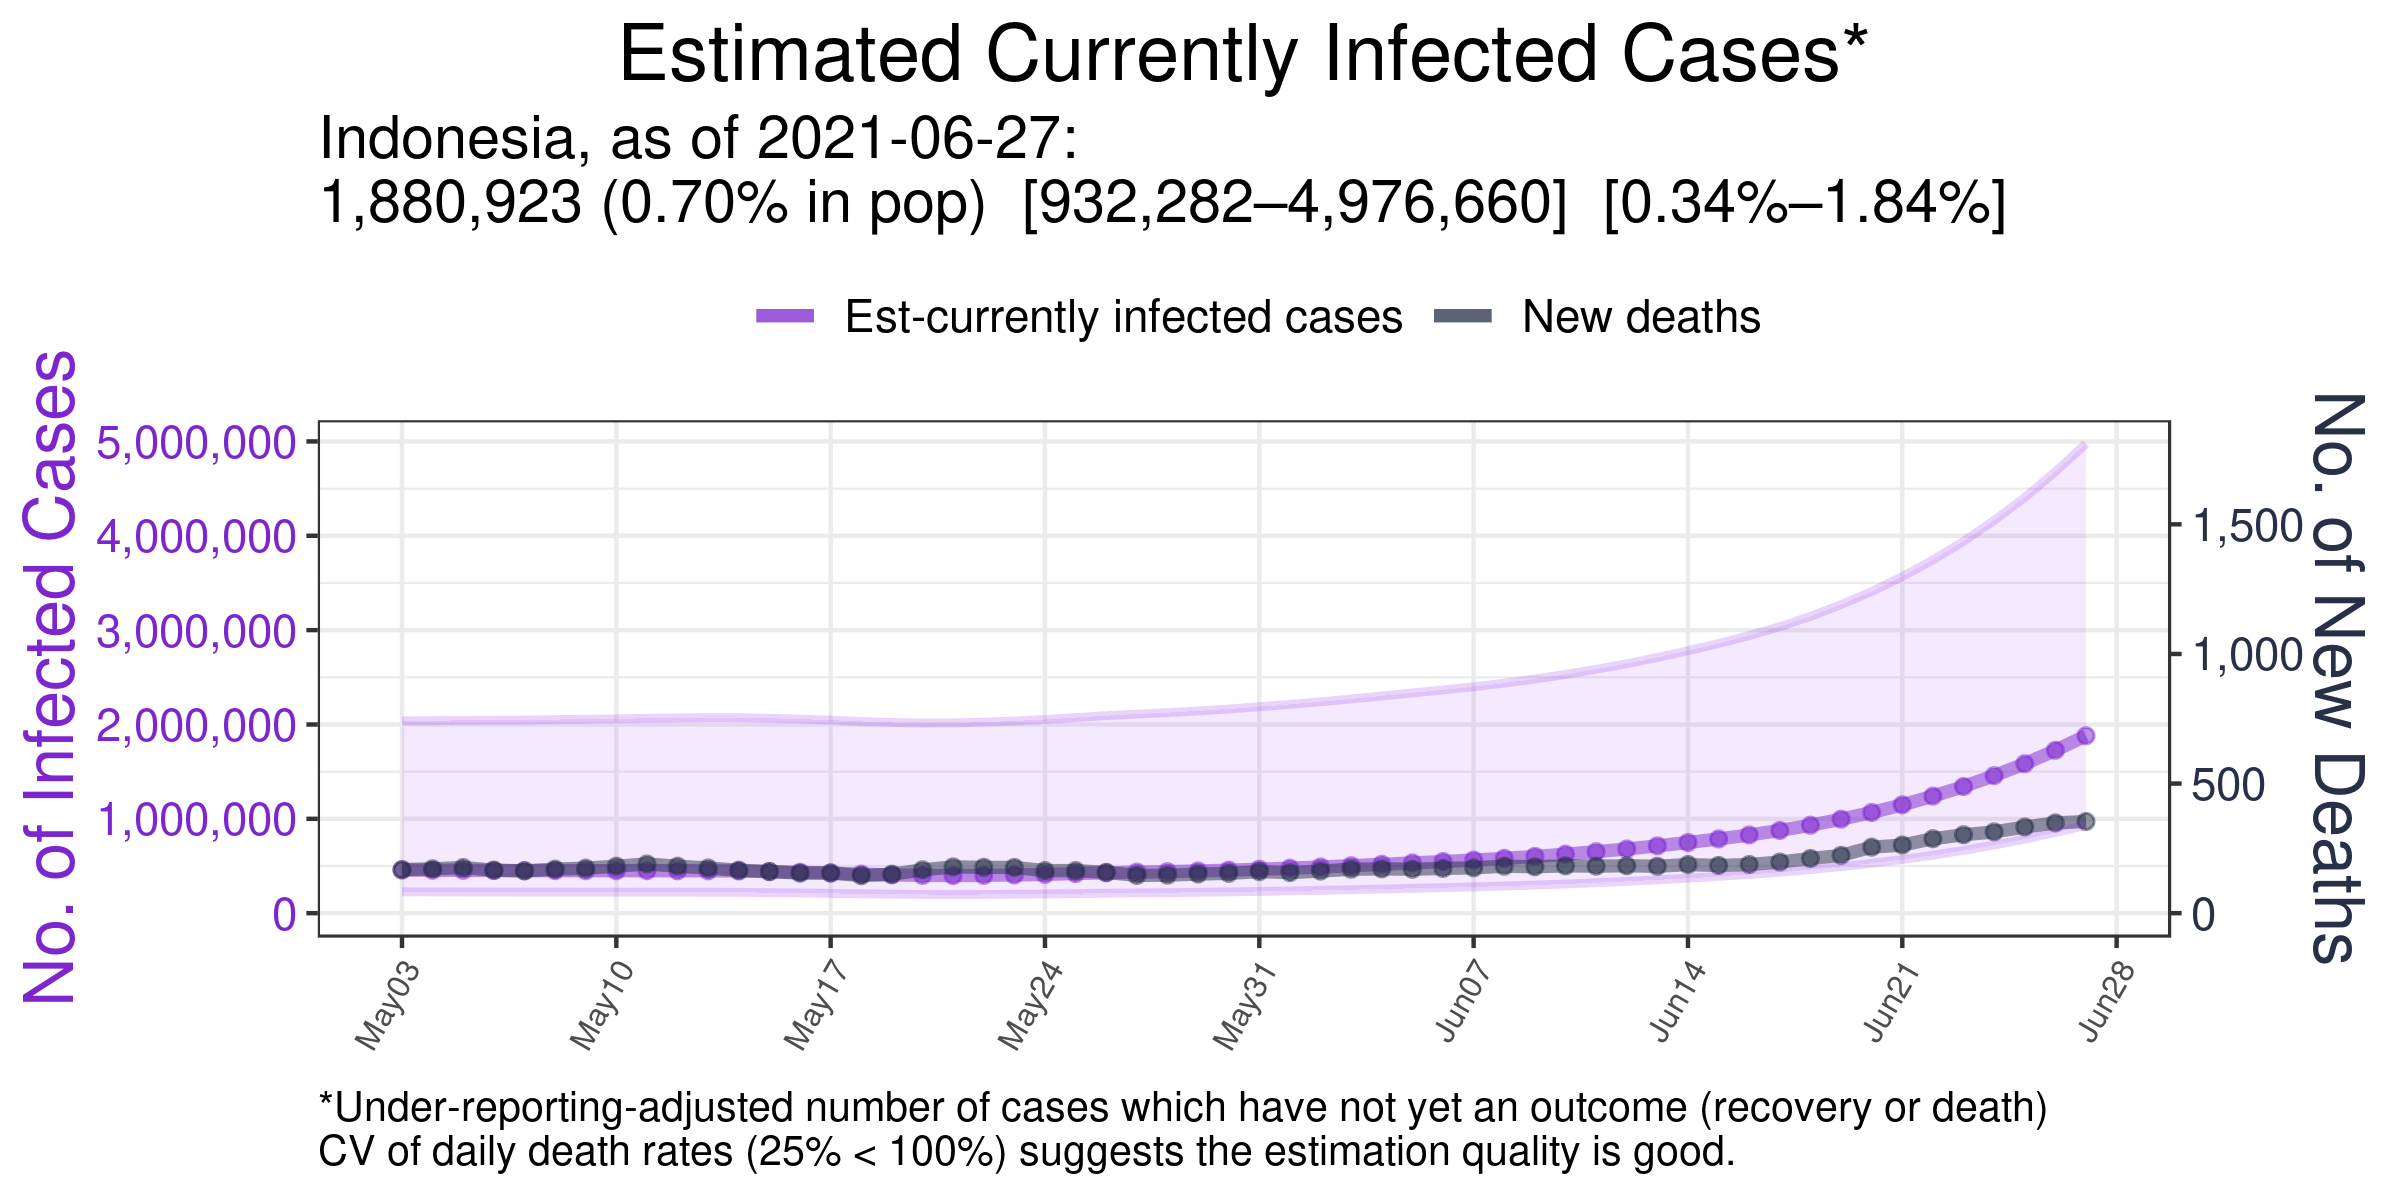 Estimated Currently Infected Cases*
Indonesia, as of 2021-06-27:
1,880,923 (0.70% in pop)  [932,282–4,976,660]  [0.34%–1.84%]
Est-currently infected cases
New deaths
No. of Infected Cases
5,000,000
4,000,000
3,000,000
2,000,000
1,000,000
0
1,500
1,000
500
0
No. of New Deaths
May03
May10
May17
May24
May31
Jun07
Jun14
Jun21
Jun28
*Under-reporting-adjusted number of cases which have not yet an outcome (recovery or death)
CV of daily death rates (25% < 100%) suggests the estimation quality is good.